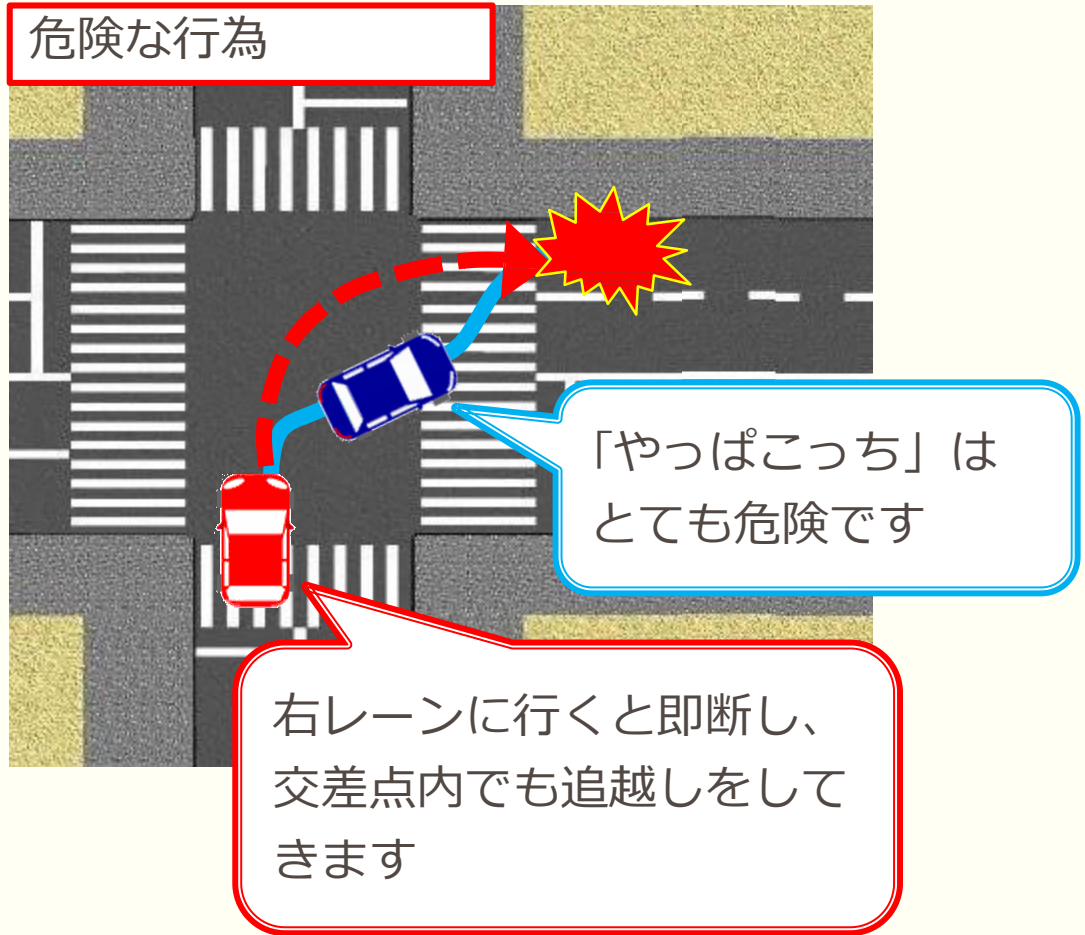 危険な行為
「やっぱこっち」は
とても危険です
右レーンに行くと即断し、
交差点内でも追越しをして
きます